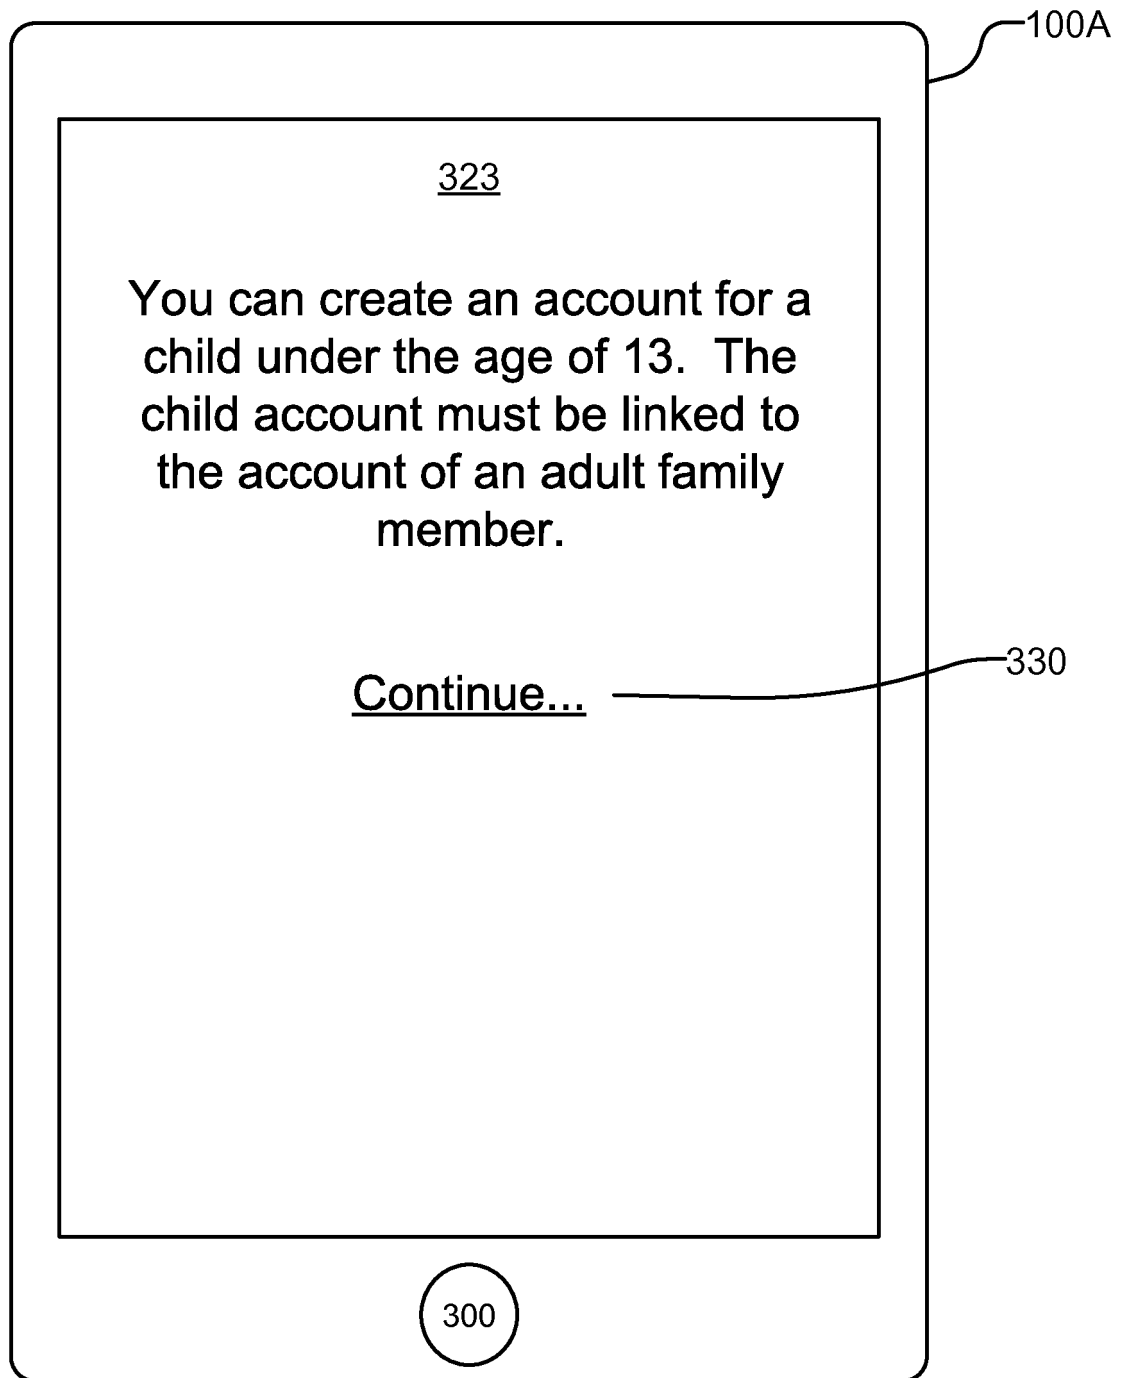 100A
323
You can create an account for a
child under the age of 13.  The
child account must be linked to
the account of an adult family
member.
Continue...
330
300